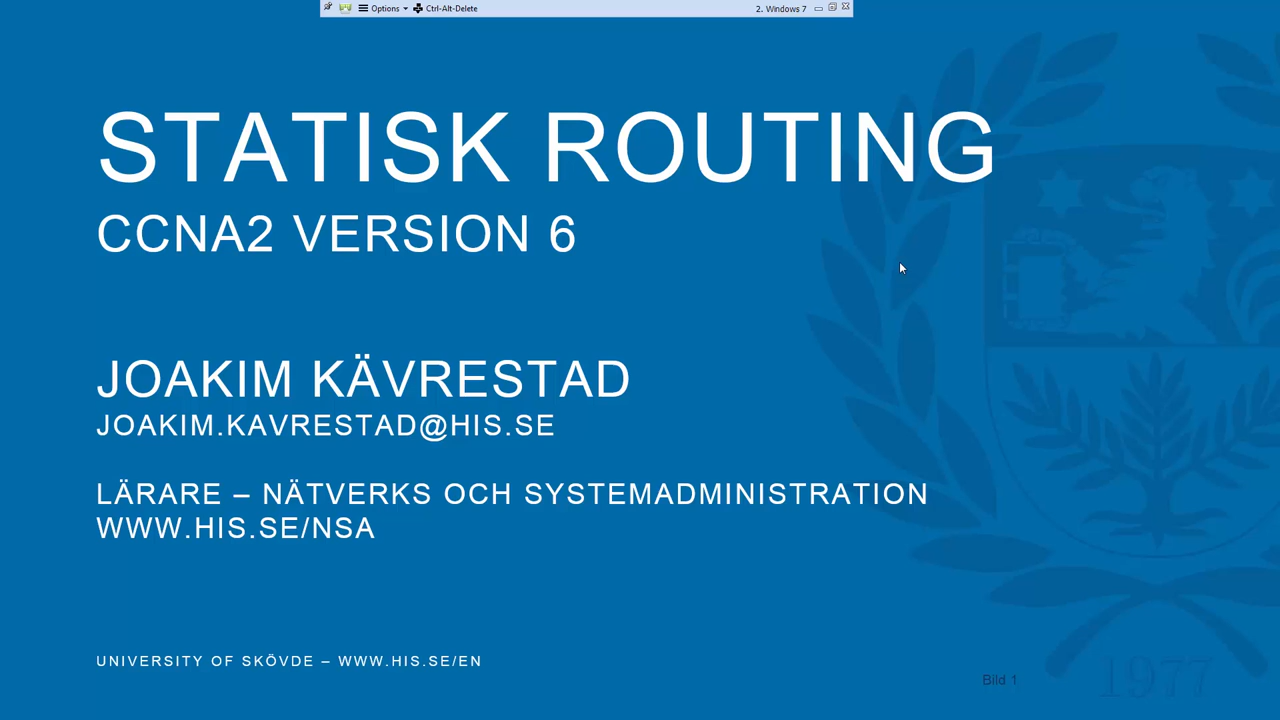 Options
Ctrl-Alt-Delete
2. Windows 7
STATISK ROUTING
CCNA2 VERSION 6
JOAKIM KÄVRESTAD
JOAKIM.KAVRESTAD@HIS.SE
LÄRARE – NÄTVERKS OCH SYSTEMADMINISTRATION
WWW.HIS.SE/NSA
UNIVERSITY OF SKÖVDE – WWW.HIS.SE/EN
Bild 1
1977